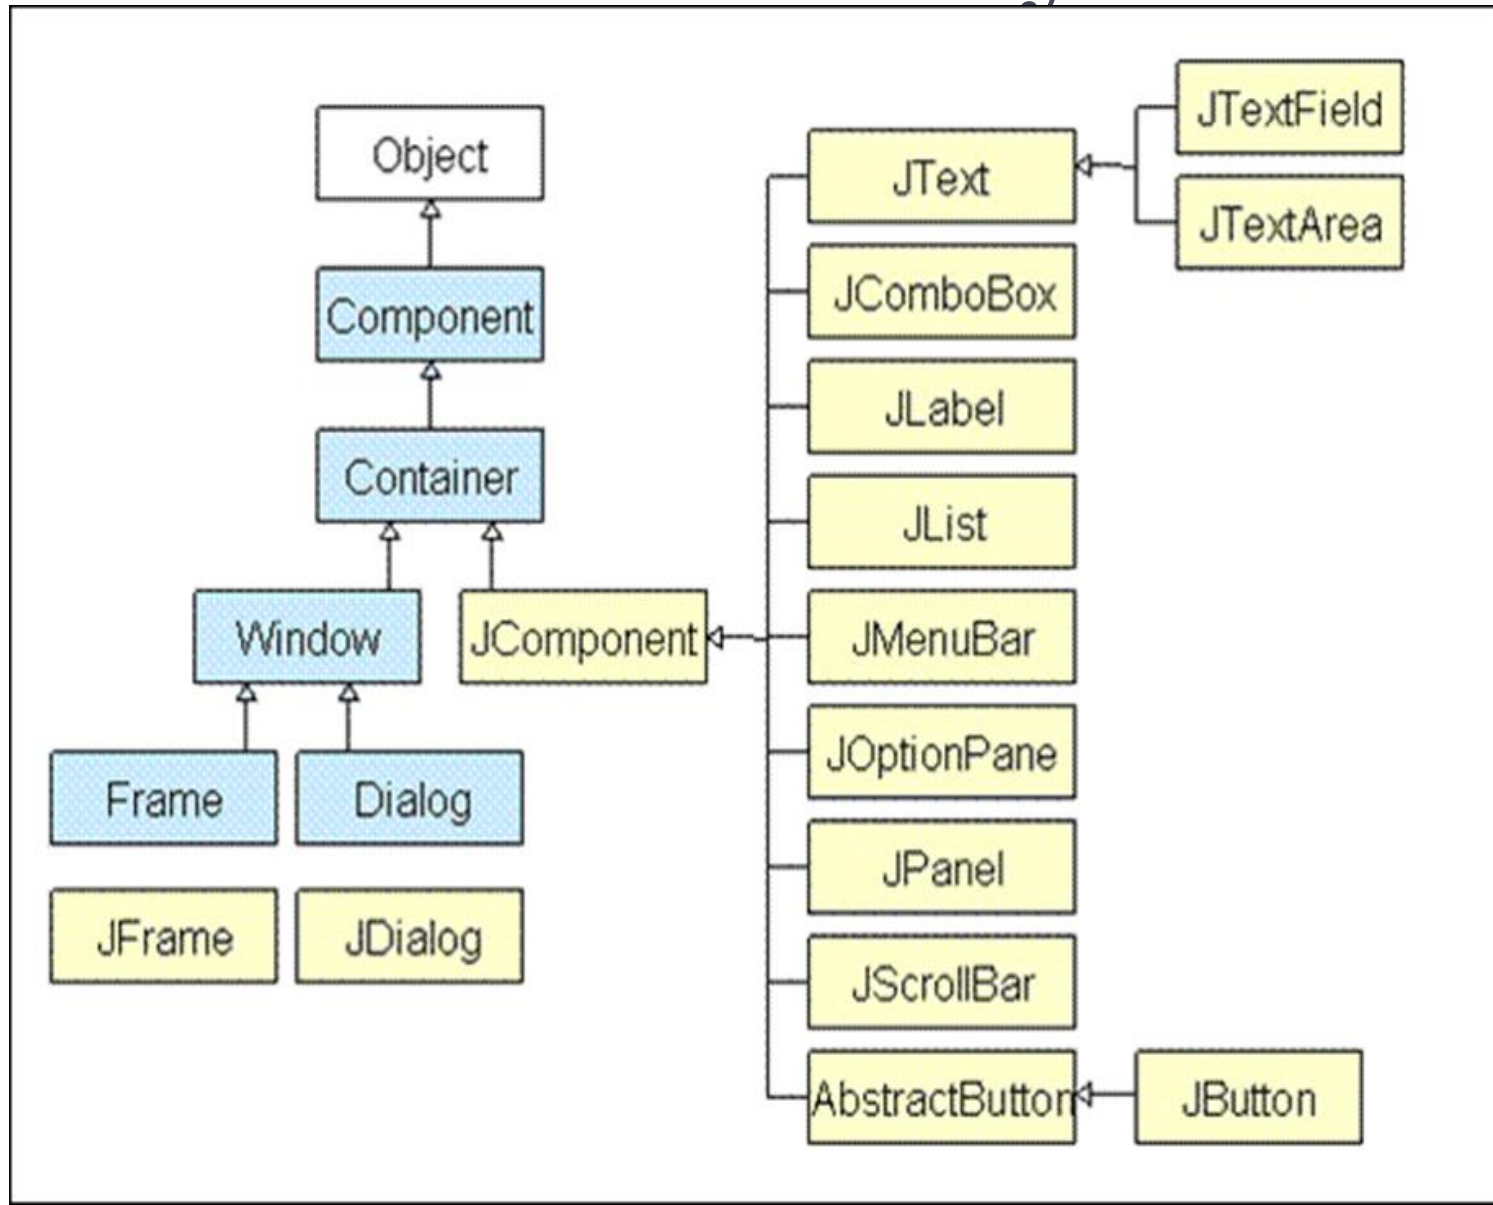 Object
Component
Container
Window
JComponent
Frame
Dialog
JFrame
JDialog
JText
JComboBox
JLabel
JList
JMenuBar
JOptionPane
JPanel
JScrollBar
AbstractButton
JTextField
JTextArea
JButton